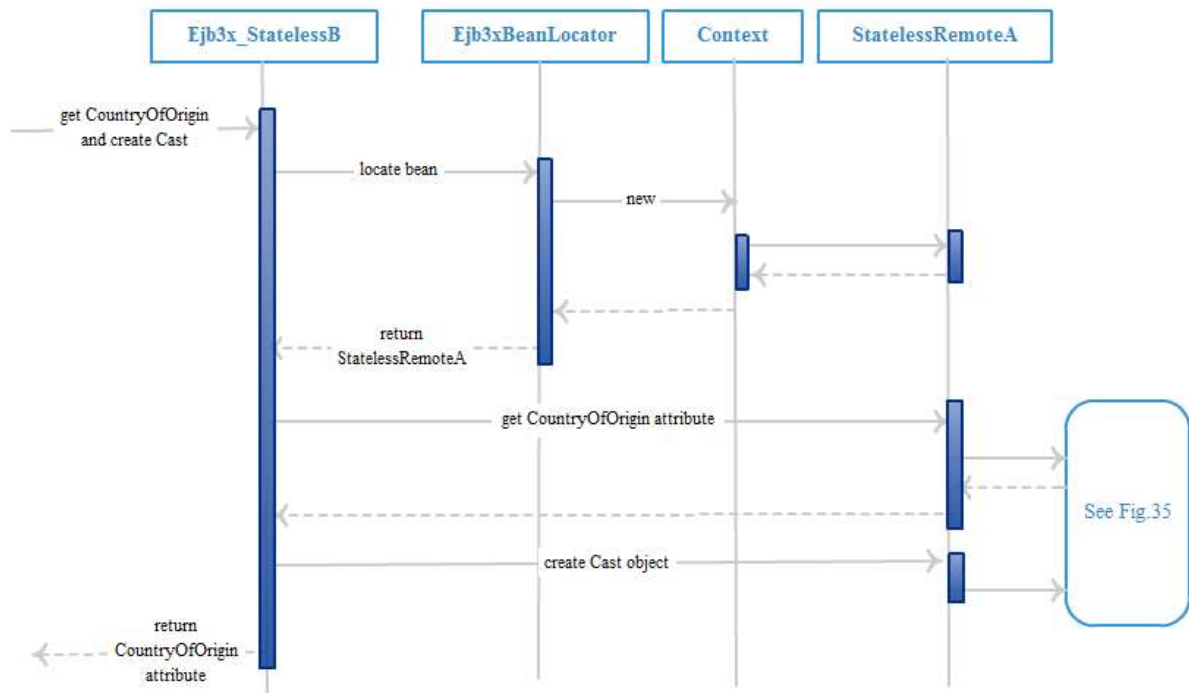 Ejb3x_StatelessB
Ejb3xBeanLocator
Context
StatelessRemoteA
get CountryOfOrigin
and create Cast
locate bean
new
return
StatelessRemoteA
get CountryOfOrigin attribute
See Fig.35
create Cast object
return
CountryOfOrigin
attribute